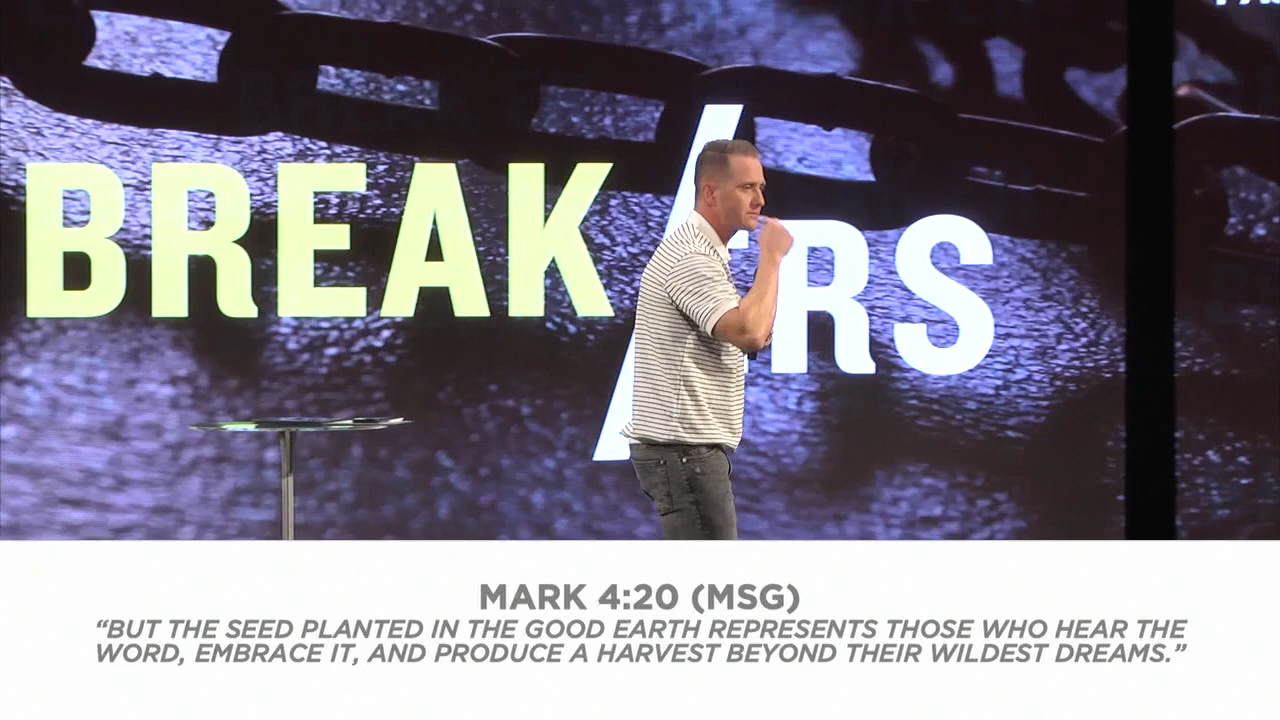 BREAK/ERS
MARK 4:20 (MSG)
“BUT THE SEED PLANTED IN THE GOOD EARTH REPRESENTS THOSE WHO HEAR THE
WORD, EMBRACE IT, AND PRODUCE A HARVEST BEYOND THEIR WILDEST DREAMS.”